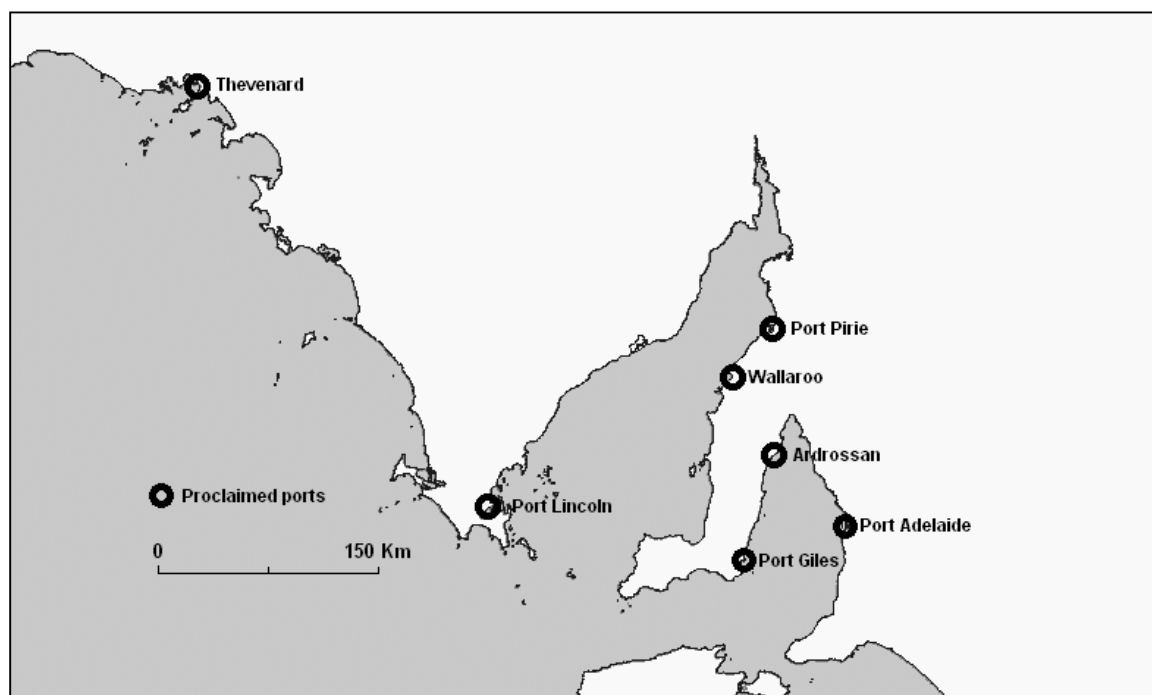 Thevenard
Port Pirie
Wallaroo
Ardrossan
Proclaimed ports
Port Lincoln
Port Adelaide
0 150 Km
Port Giles